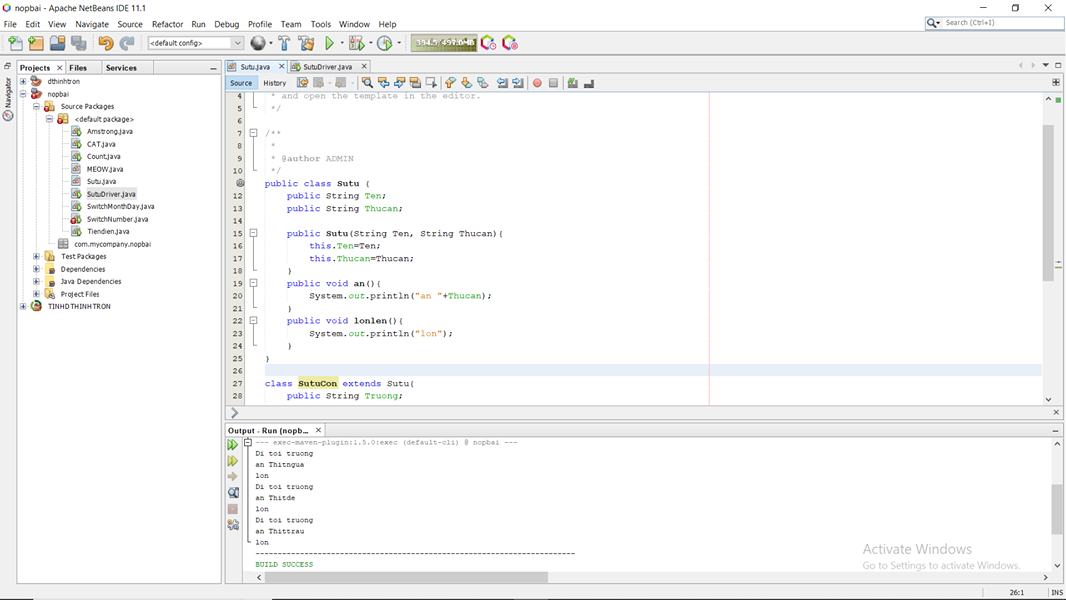 nopbai - Apache NetBeans IDE 11.1
File Edit View Navigate Source Refactor Run Debug Profile Team Tools Window Help
Search (Ctrl+I)
<default config>
394.5/497.0MB
Projects Files Services
Navigator
dthinhtron
nopbai
Source Packages
<default package>
Amstrong.java
CAT.java
Count.java
MEOW.java
Sutu.java
SutuDriver.java
SwitchMonthDay.java
SwitchNumber.java
Tiendien.java
com.mycompany.nopbai
Test Packages
Dependencies
Java Dependencies
Project Files
TINHDTHINHTRON
Sutu.java SutuDriver.java
Source History
4 * and open the template in the editor.
5 */
6
7 /**
8 *
9 * @author ADMIN
10 */
public class Sutu {
12 public String Ten;
13 public String Thucan;
14
15 public Sutu(String Ten, String Thucan){
16 this.Ten=Ten;
17 this.Thucan=Thucan;
18 }
19 public void an(){
20 System.out.println("an "+Thucan);
21 }
22 public void lonlen(){
23 System.out.println("lon");
24 }
25 }
26
27 class SutuCon extends Sutu{
28 public String Truong;
Output - Run (nopb...
--- exec-maven-plugin:1.5.0:exec (default-cli) @ nopbai ---
Di toi truong
an Thitngua
lon
Di toi truong
an Thitde
lon
Di toi truong
an Thittrau
lon
------------------------------------------------------------------------
BUILD SUCCESS
Activate Windows
Go to Settings to activate Windows.
26:1 INS